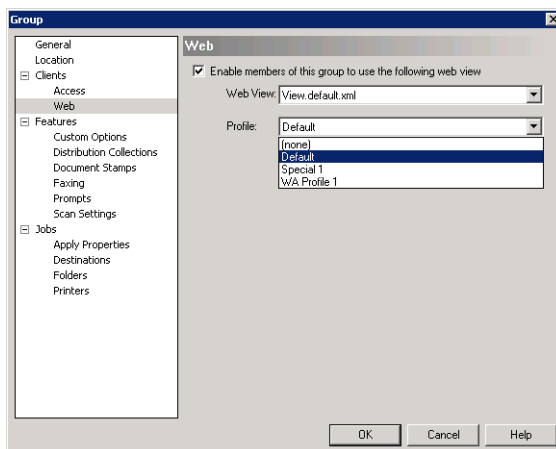 Group
General
Location
Clients
Access
Web
Features
Custom Options
Distribution Collections
Document Stamps
Faxing
Prompts
Scan Settings
Jobs
Apply Properties
Destinations
Folders
Printers
Web
Enable members of this group to use the following web view
Web View: View.default.xml
Profile: Default
(none)
Default
Special 1
WA Profile 1
OK Cancel Help